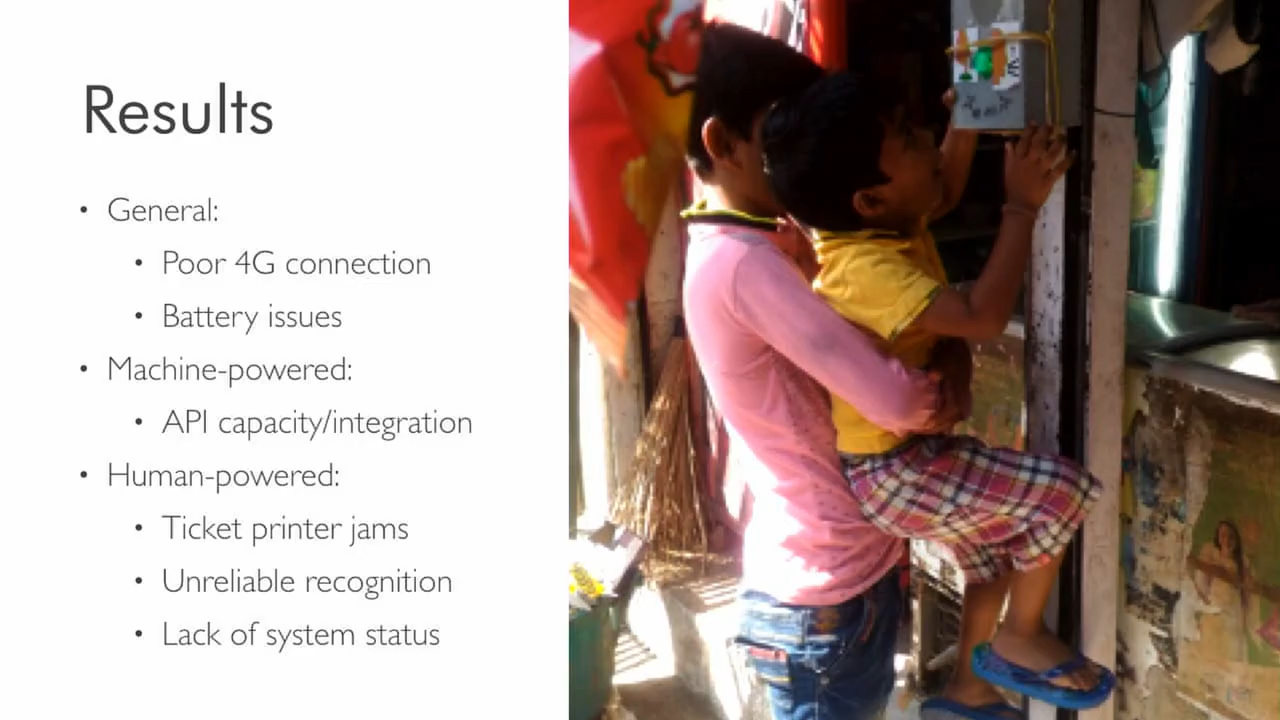 Results
• General:
• Poor 4G connection
• Battery issues
• Machine-powered:
• API capacity/integration
• Human-powered:
• Ticket printer jams
• Unreliable recognition
• Lack of system status